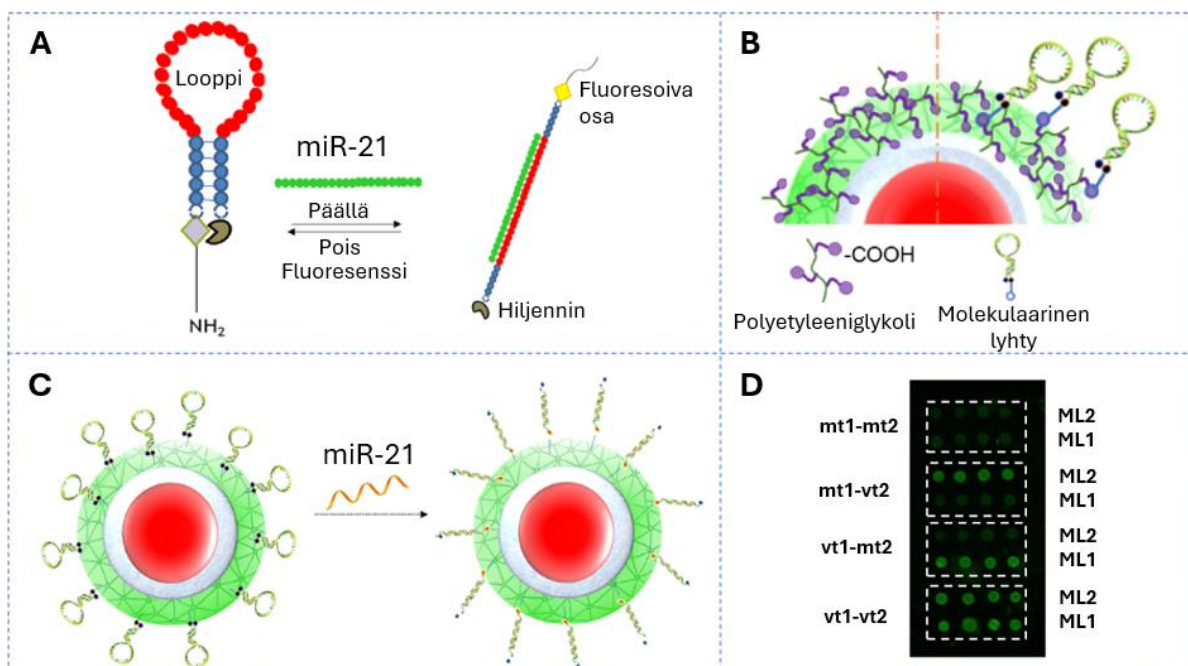 A
Looppi
miR-21
Päällä
Pois
Fluoresenssi
NH₂
Fluoresoiva
osa
Hiljennin
B
-COOH
Polyetyleeniglykoli
Molekulaarinen
lyhty
C
miR-21
D
mt1-mt2
ML2
ML1
mt1-vt2
ML2
ML1
vt1-mt2
ML2
ML1
vt1-vt2
ML2
ML1